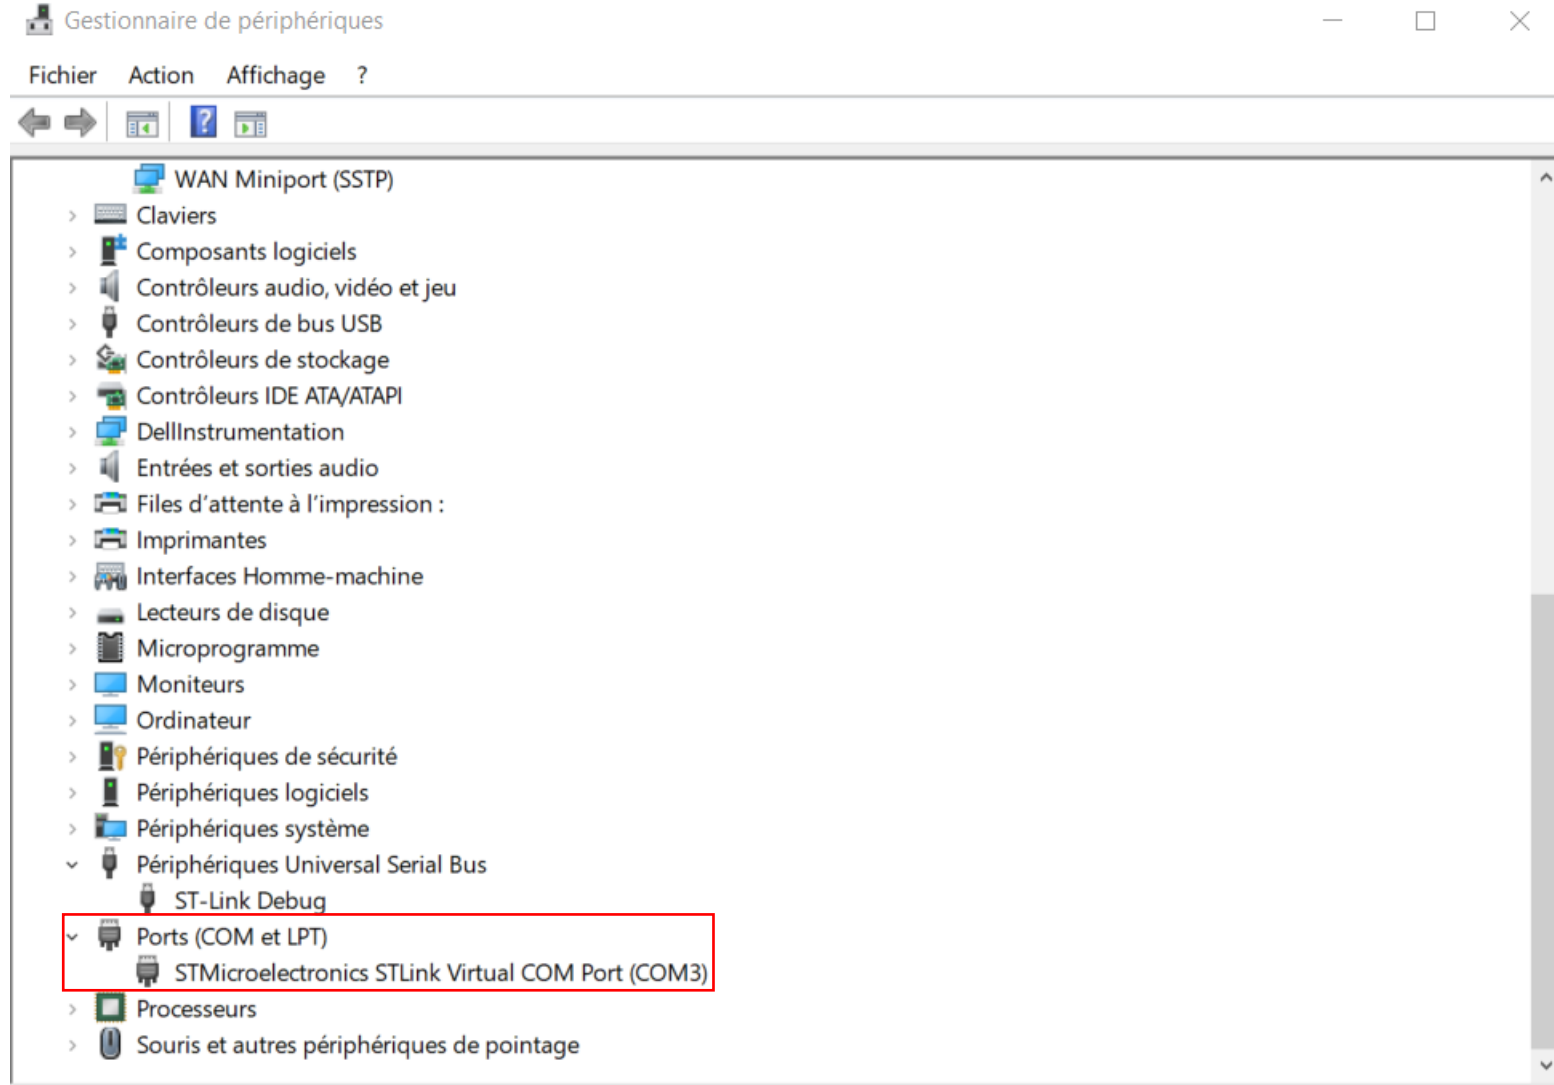 Gestionnaire de périphériques
Fichier Action Affichage ?
WAN Miniport (SSTP)
Claviers
Composants logiciels
Contrôleurs audio, vidéo et jeu
Contrôleurs de bus USB
Contrôleurs de stockage
Contrôleurs IDE ATA/ATAPI
DellInstrumentation
Entrées et sorties audio
Files d’attente à l’impression :
Imprimantes
Interfaces Homme-machine
Lecteurs de disque
Microprogramme
Moniteurs
Ordinateur
Périphériques de sécurité
Périphériques logiciels
Périphériques système
Périphériques Universal Serial Bus
ST-Link Debug
Ports (COM et LPT)
STMicroelectronics STLink Virtual COM Port (COM3)
Processeurs
Souris et autres périphériques de pointage